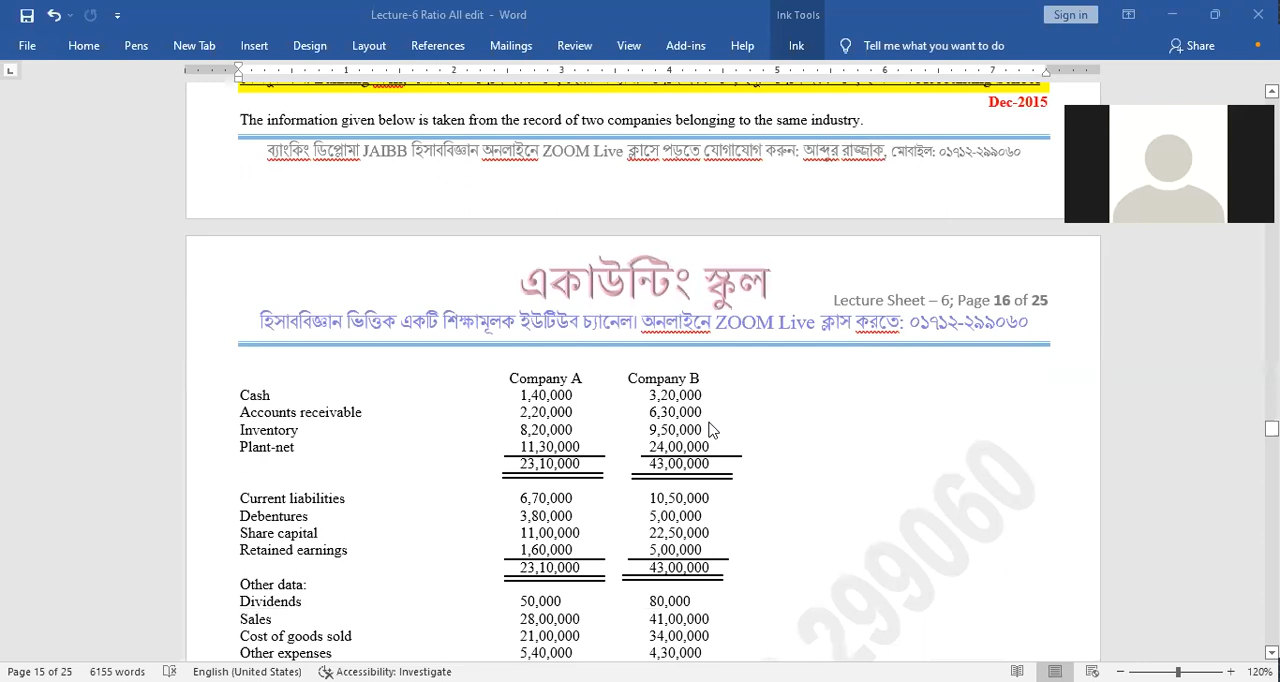 Lecture-6 Ratio All edit - Word
Ink Tools
Sign in
File Home Pens New Tab Insert Design Layout References Mailings Review View Add-ins Help Ink Tell me what you want to do Share
1 2 3 4 5 6 7
Dec-2015
The information given below is taken from the record of two companies belonging to the same industry.
ব্যাংকিং ডিপ্লোমা JAIBB হিসাববিজ্ঞান অনলাইনে ZOOM Live ক্লাসে পড়তে যোগাযোগ করুন: আব্দুর রাজ্জাক, মোবাইল: ০১৭১২-২৯৯০৬০
একাউন্টিং স্কুল
Lecture Sheet – 6; Page 16 of 25
হিসাববিজ্ঞান ভিত্তিক একটি শিক্ষামূলক ইউটিউব চ্যানেল। অনলাইনে ZOOM Live ক্লাস করতে: ০১৭১২-২৯৯০৬০
Company A Company B
Cash 1,40,000 3,20,000
Accounts receivable 2,20,000 6,30,000
Inventory 8,20,000 9,50,000
Plant-net 11,30,000 24,00,000
23,10,000 43,00,000
Current liabilities 6,70,000 10,50,000
Debentures 3,80,000 5,00,000
Share capital 11,00,000 22,50,000
Retained earnings 1,60,000 5,00,000
23,10,000 43,00,000
Other data:
Dividends 50,000 80,000
Sales 28,00,000 41,00,000
Cost of goods sold 21,00,000 34,00,000
Other expenses 5,40,000 4,30,000
299060
Page 15 of 25 6155 words English (United States) Accessibility: Investigate 120%